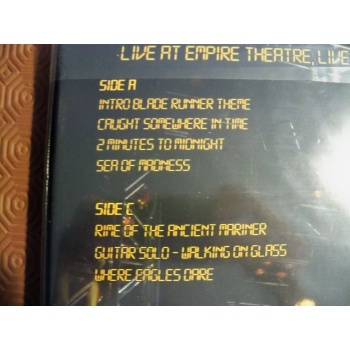 LIVE AT EMPIRE THEATRE, LIVE
SIDE A
INTRO BLADE RUNNER THEME
CAUGHT SOMEWHERE IN TIME
2 MINUTES TO MIDNIGHT
SEA OF MADNESS
SIDE C
RIME OF THE ANCIENT MARINER
GUITAR SOLO - WALKING ON GLASS
WHERE EAGLES DARE